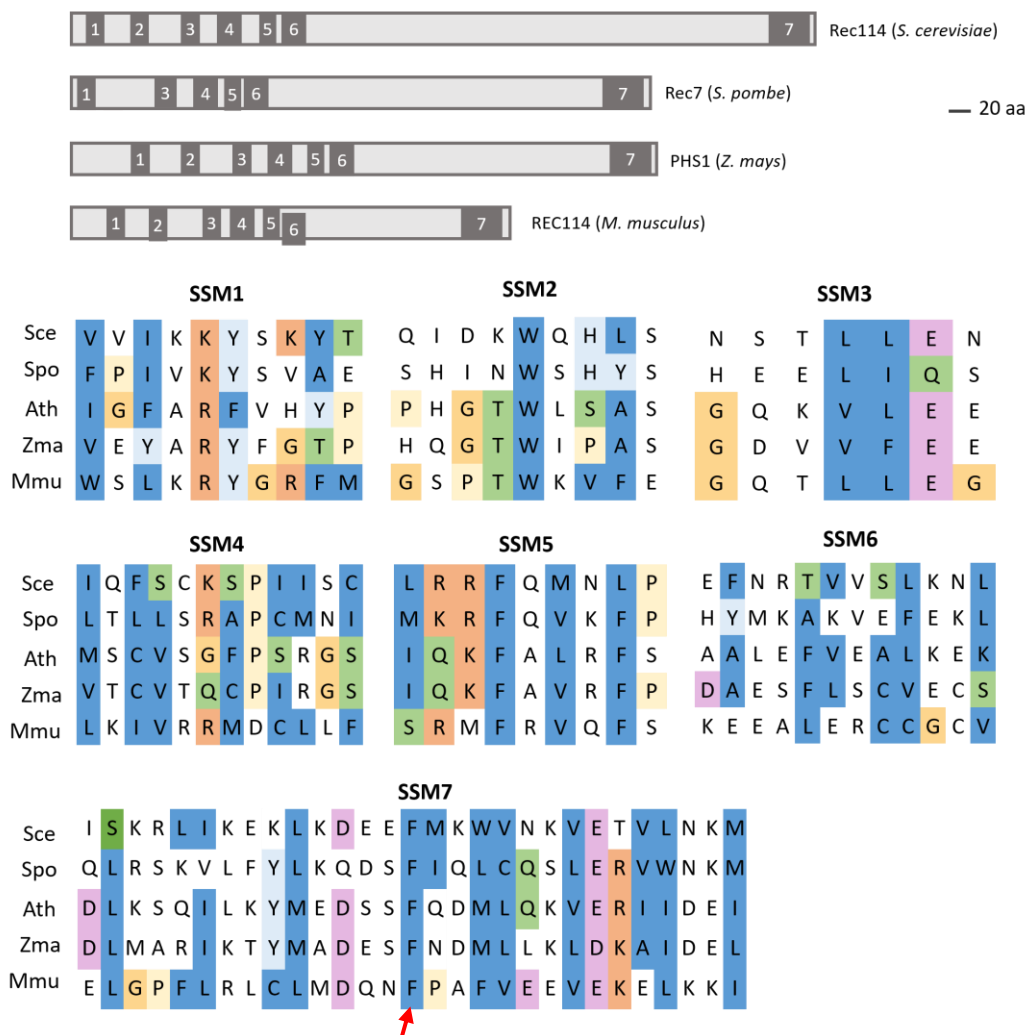 1 2 3 4 5 6 7 Rec114 (S. cerevisiae)
1 3 4 5 6 7 Rec7 (S. pombe)
20 aa
1 2 3 4 5 6 7 PHS1 (Z. mays)
1 2 3 4 5 6 7 REC114 (M. musculus)
SSM1 SSM2 SSM3
Sce V V I K K Y S K Y T Q I D K W Q H L S N S T L L E N
Spo F P I V K Y S V A E S H I N W S H Y S H E E L I Q S
Ath I G F A R F V H Y P P H G T W L S A S G Q K V L E E
Zma V E Y A R Y F G T P H Q G T W I P A S G D V V F E E
Mmu W S L K R Y G R F M G S P T W K V F E G Q T L L E G
SSM4 SSM5 SSM6
Sce I Q F S C K S P I I S C L R R F Q M N L P E F N R T V V S L K N L
Spo L T L L S R A P C M N I M K R F Q V K F P H Y M K A K V E F E K L
Ath M S C V S G F P S R G S I Q K F A L R F S A A L E F V E A L K E K
Zma V T C V T Q C P I R G S I Q K F A V R F P D A E S F L S C V E C S
Mmu L K I V R R M D C L L F S R M F R V Q F S K E E A L E R C C G C V
SSM7
Sce I S K R L I K E K L K D E E F M K W V N K V E T V L N K M
Spo Q L R S K V L F Y L K Q D S F I Q L C Q S L E R V W N K M
Ath D L K S Q I L K Y M E D S S F Q D M L Q K V E R I I D E I
Zma D L M A R I K T Y M A D E S F N D M L L K L D K A I D E L
Mmu E L G P F L R L C L M D Q N F P A F V E E V E K E L K K I